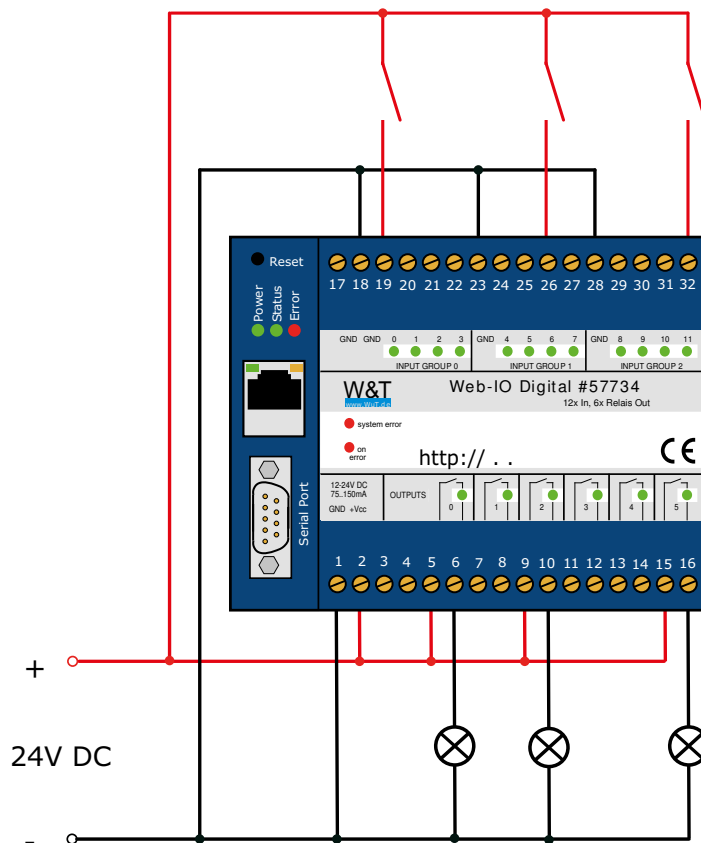 Reset
Power
Status
Error
17 18 19 20 21 22 23 24 25 26 27 28 29 30 31 32
GND GND 0 1 2 3 GND 4 5 6 7 GND 8 9 10 11
INPUT GROUP 0 INPUT GROUP 1 INPUT GROUP 2
W&T Web-IO Digital #57734
www.WuT.de 12x In, 6x Relais Out
system error
on
error
http:// . .
CE
Serial Port
12-24V DC
75..150mA
GND +Vcc
OUTPUTS
0 1 2 3 4 5
1 2 3 4 5 6 7 8 9 10 11 12 13 14 15 16
+
24V DC
-